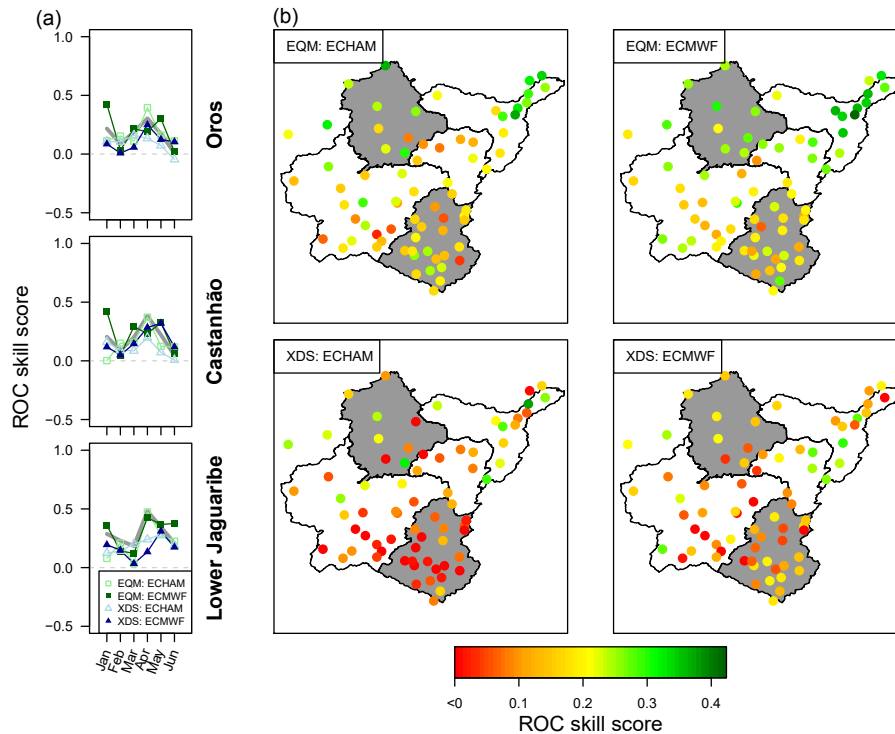 (a)
(b)
ROC skill score
1.0
0.5
0.0
−0.5
Oros
1.0
0.5
0.0
−0.5
Castanhão
1.0
0.5
0.0
−0.5
Lower Jaguaribe
EQM: ECHAM
EQM: ECMWF
XDS: ECHAM
XDS: ECMWF
Jan
Feb
Mar
Apr
May
Jun
EQM: ECHAM
EQM: ECMWF
XDS: ECHAM
XDS: ECMWF
<0 0.1 0.2 0.3 0.4
ROC skill score